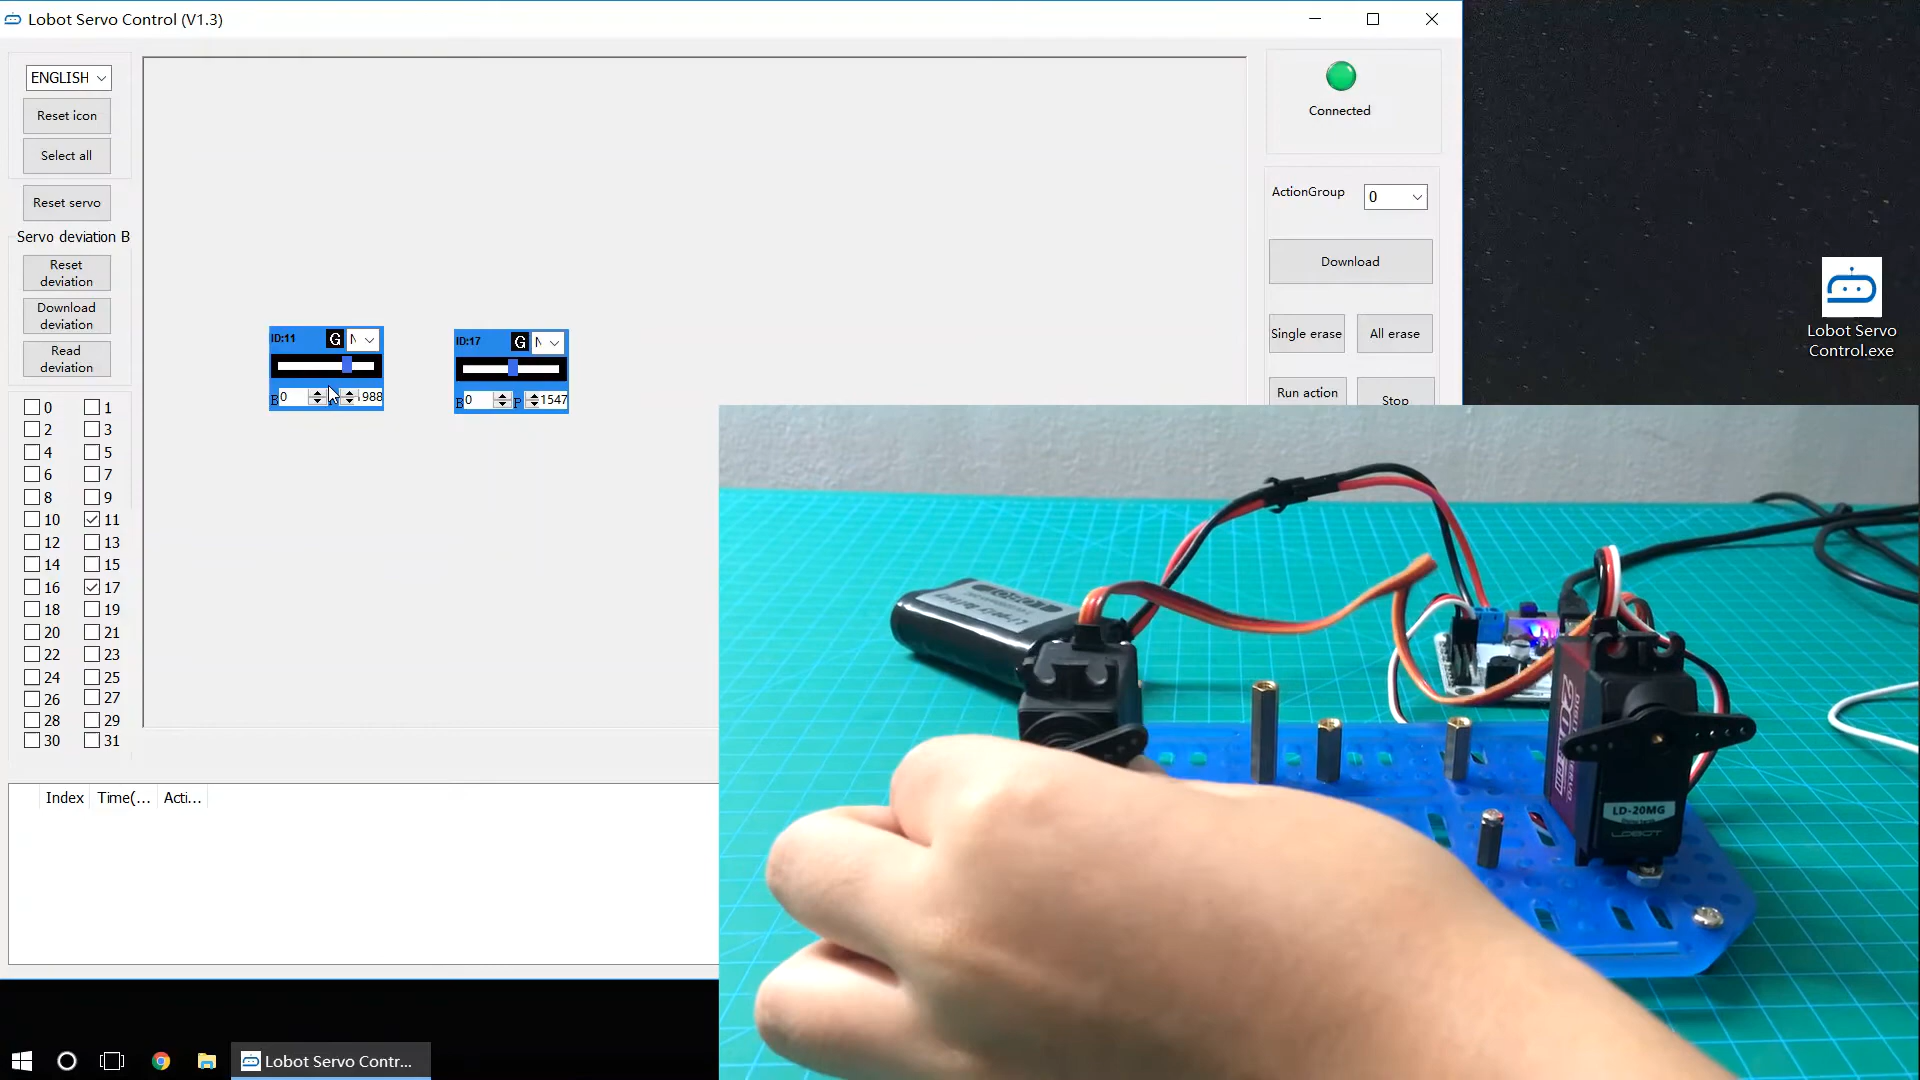 Lobot Servo Control (V1.3)
ENGLISH
Reset icon
Select all
Reset servo
Servo deviation B
Reset
deviation
Download
deviation
Read
deviation
0 1
2 3
4 5
6 7
8 9
10 11
12 13
14 15
16 17
18 19
20 21
22 23
24 25
26 27
28 29
30 31
ID:11 G
B 0 988
ID:17 G
B 0 P 1547
Connected
ActionGroup 0
Download
Single erase All erase
Run action Stop
Index Time(... Acti...
Lobot Servo
Control.exe
LD-20MG
LOBOT
Lobot Servo Contr...